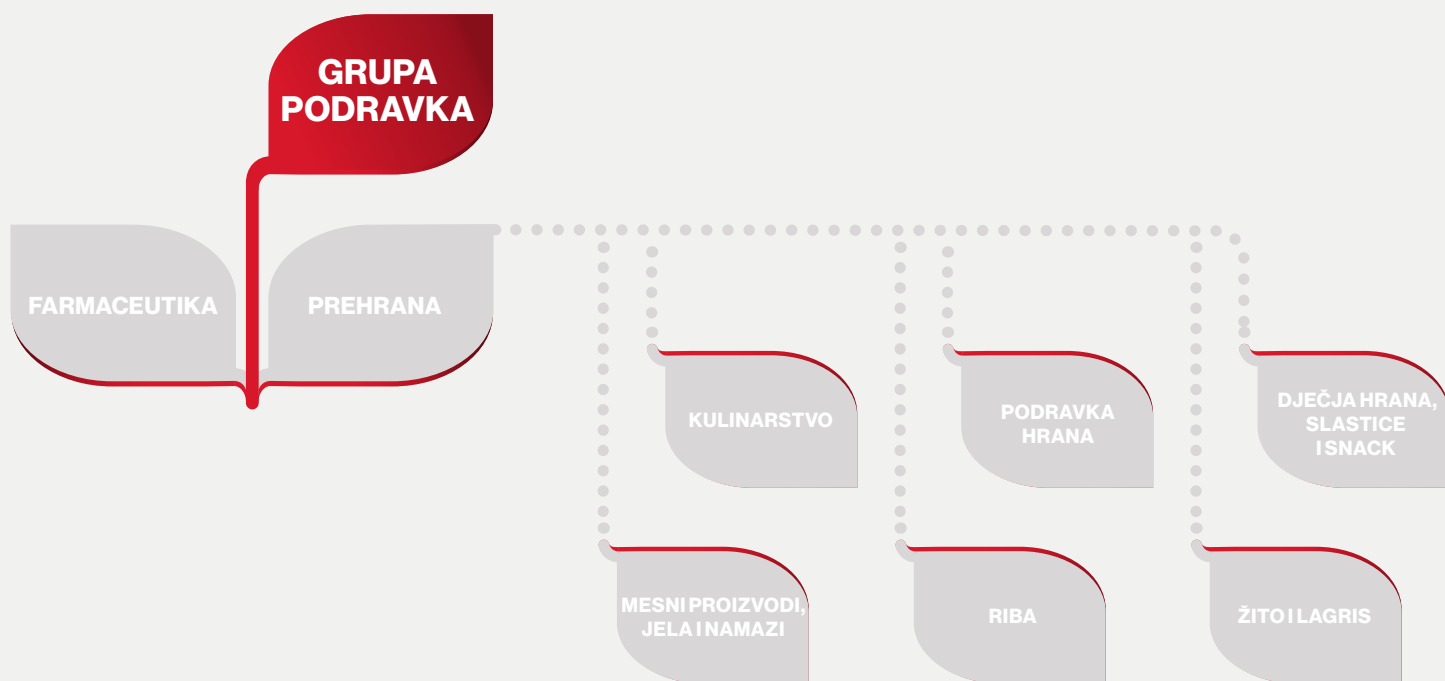 GRUPA
PODRAVKA
FARMACEUTIKA
PREHRANA
KULINARSTVO
PODRAVKA
HRANA
DJEČJA HRANA,
SLASTICE
I SNACK
MESNI PROIZVODI,
JELA I NAMAZI
RIBA
ŽITO I LAGRIS